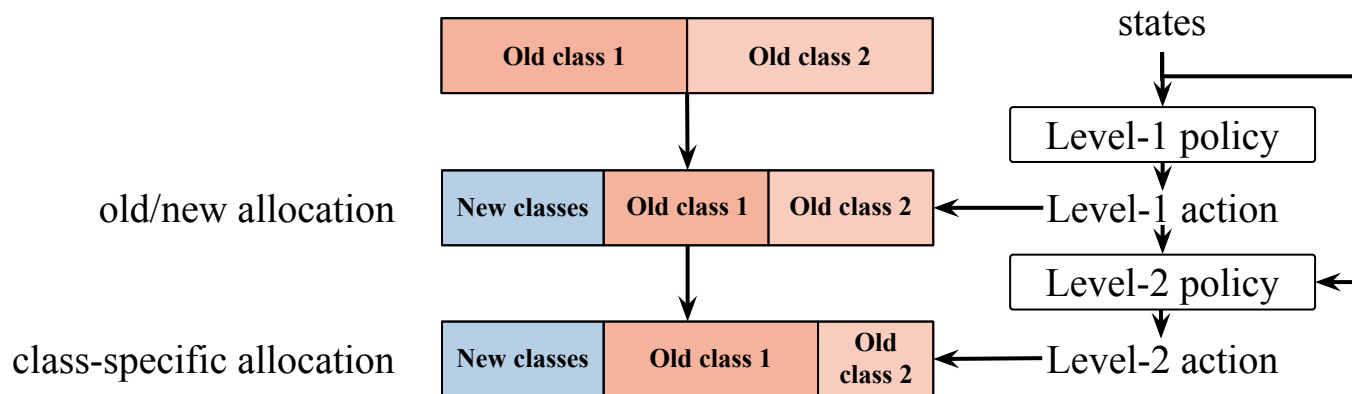 states
Old class 1 Old class 2
Level-1 policy
old/new allocation New classes Old class 1 Old class 2 Level-1 action
Level-2 policy
class-specific allocation New classes Old class 1 Old
class 2 Level-2 action